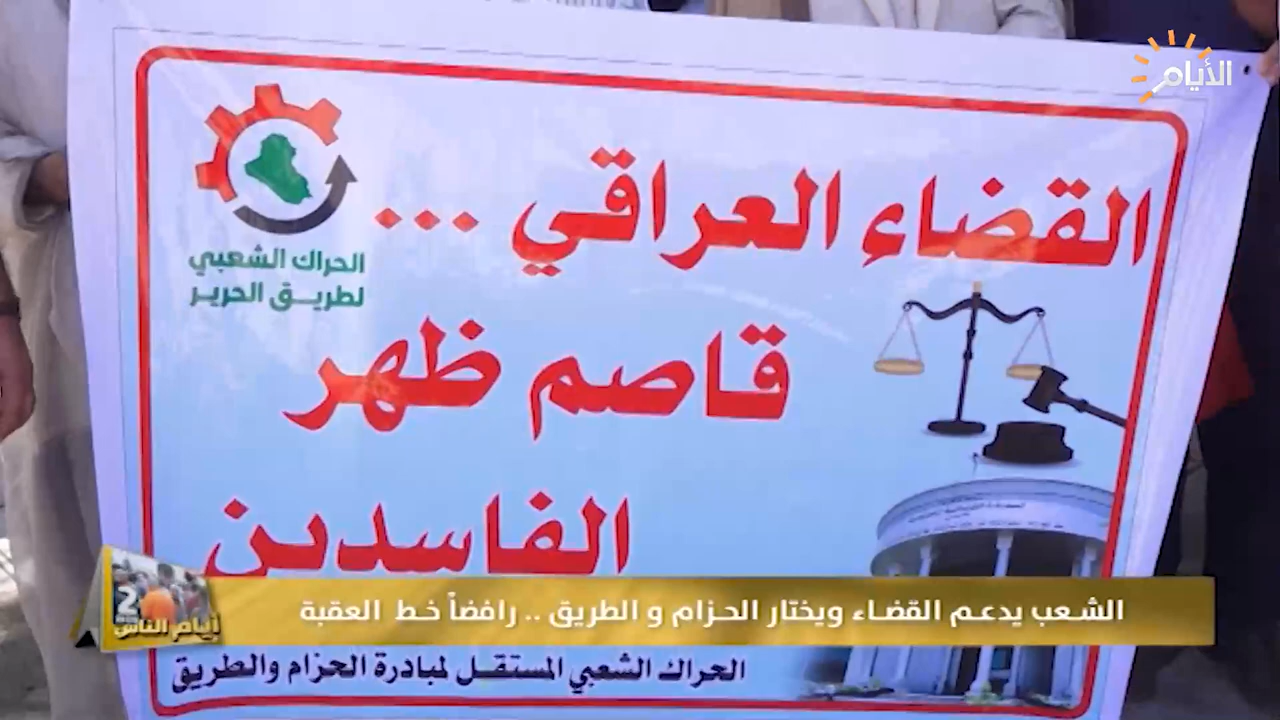 الأيام
القضاء العراقي ...
الحراك الشعبي
لطريق الحرير
قاصم ظهر
الفاسدين
الشعب يدعم القضاء ويختار الحزام و الطريق .. رافضاً خط العقبة
2
أيام الناس
الحراك الشعبي المستقل لمبادرة الحزام والطريق